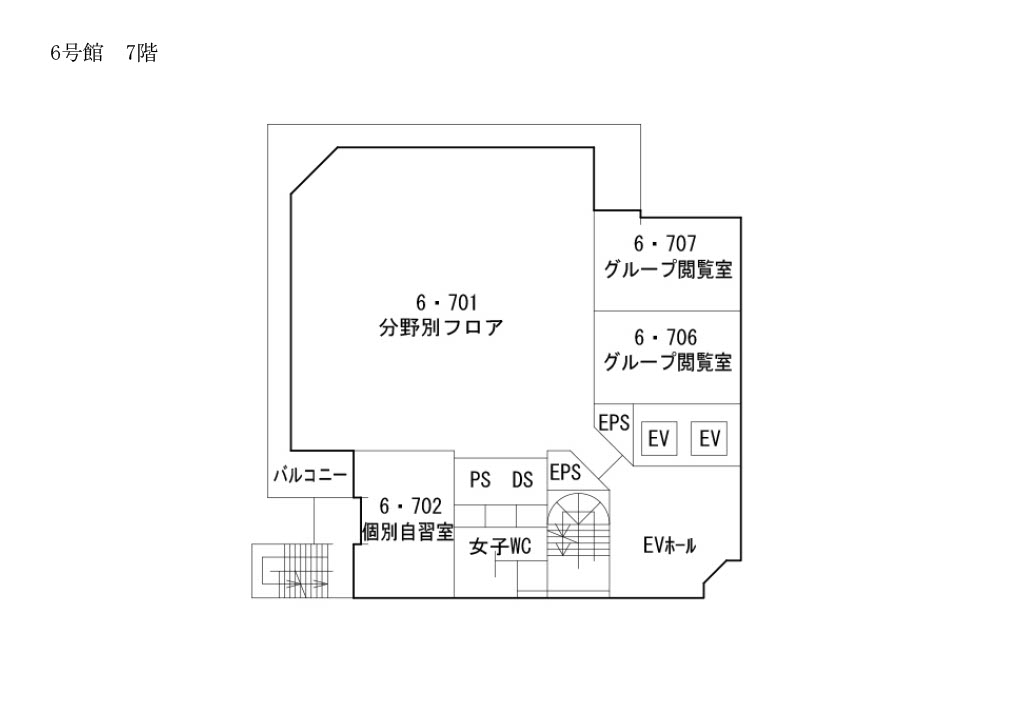 6号館　7階
6・707
グループ閲覧室
6・701
分野別フロア
6・706
グループ閲覧室
EPS
EV
EV
バルコニー
PS
DS
EPS
6・702
個別自習室
女子WC
EVホール